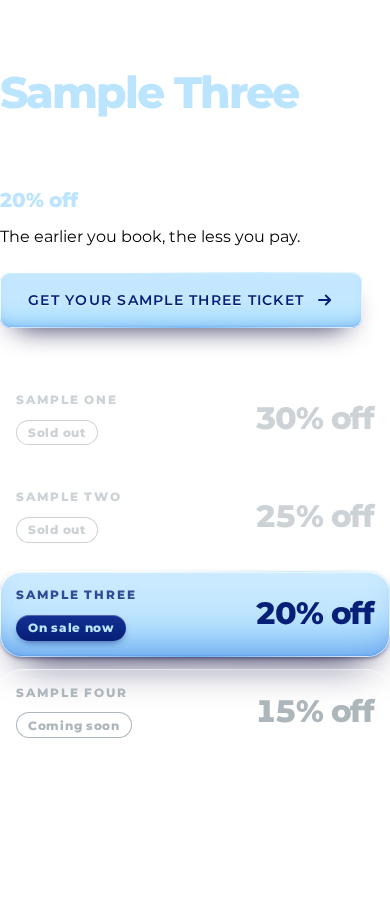 Sample Three
20% off
The earlier you book, the less you pay.
GET YOUR SAMPLE THREE TICKET →
SAMPLE ONE
Sold out
30% off
SAMPLE TWO
Sold out
25% off
SAMPLE THREE
On sale now
20% off
SAMPLE FOUR
Coming soon
15% off